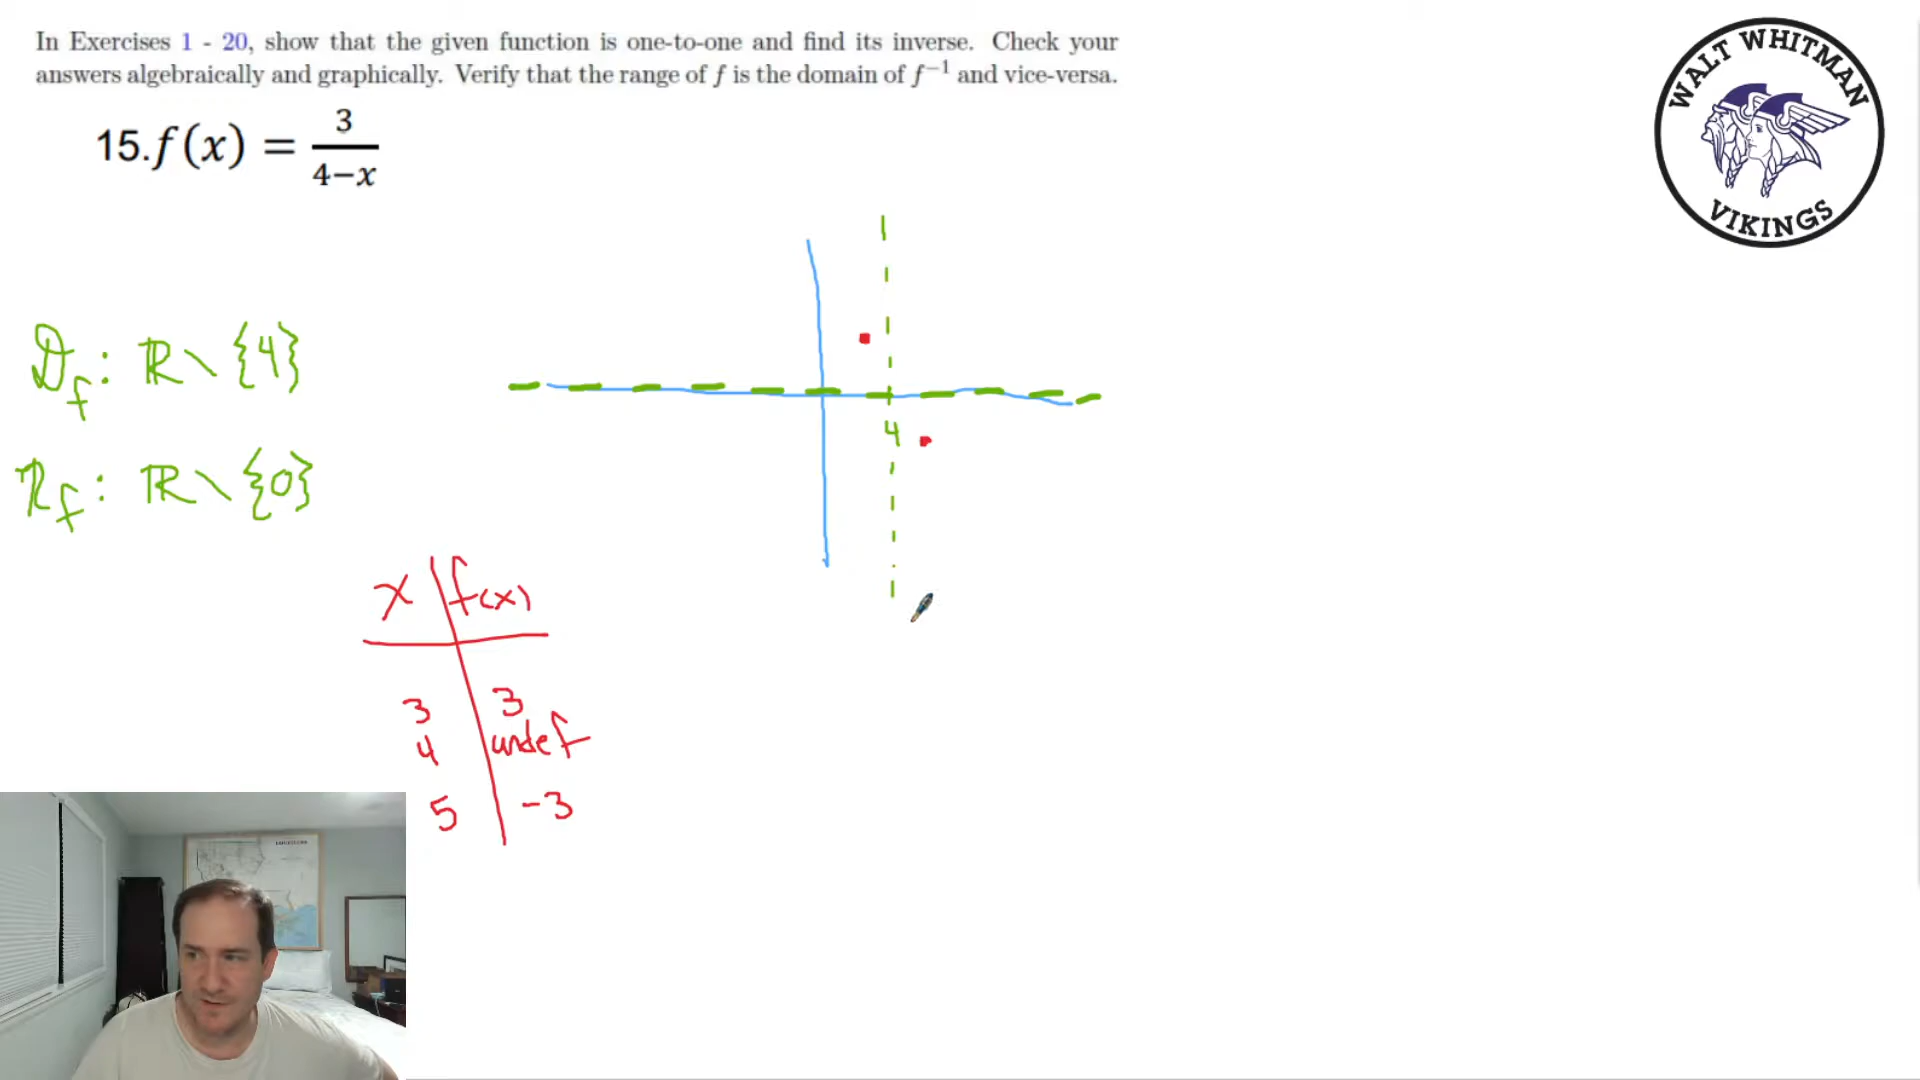 In Exercises 1 - 20, show that the given function is one-to-one and find its inverse. Check your
answers algebraically and graphically. Verify that the range of f is the domain of f⁻¹ and vice-versa.
15. f(x) = 3/(4−x)
WALT WHITMAN
VIKINGS
D_f : ℝ \ {4}
R_f : ℝ \ {0}
4
x | f(x)
3 | 3
4 | undef
5 | -3